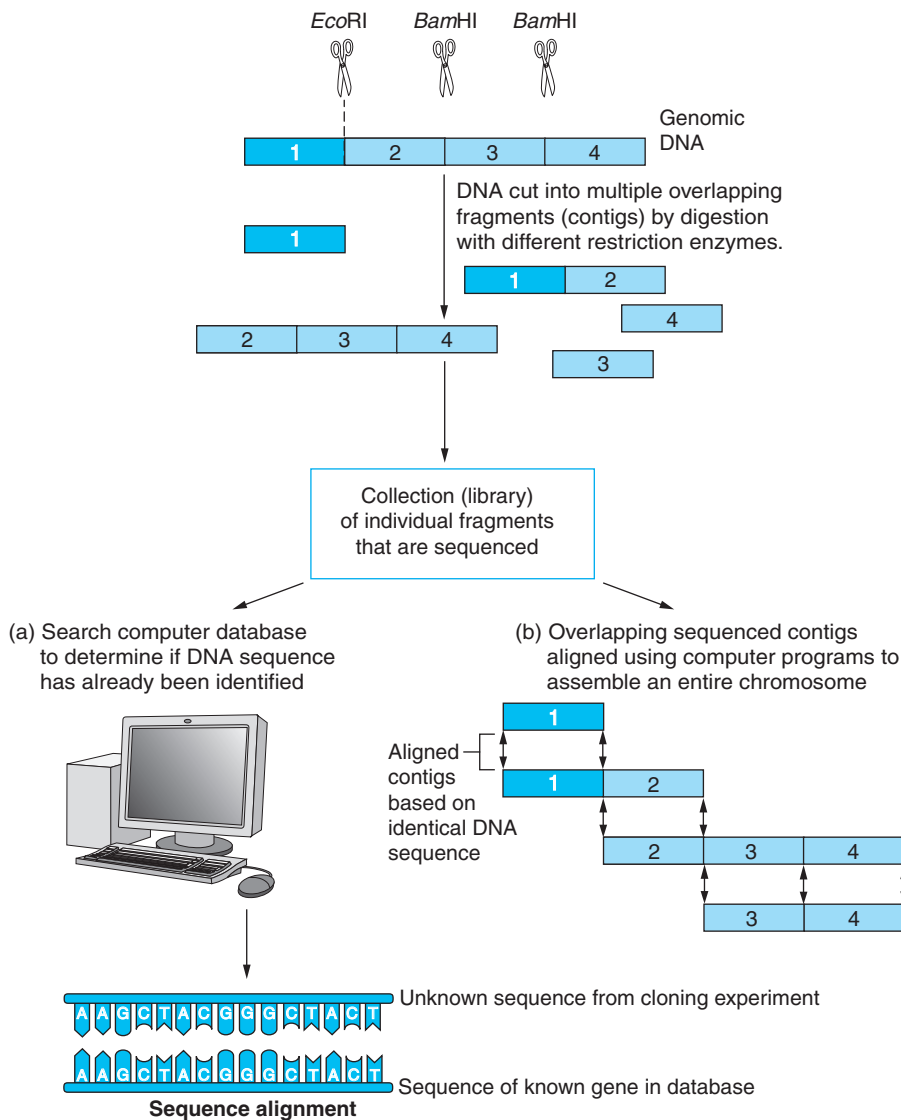 EcoRI BamHI BamHI
Genomic
DNA
1 2 3 4
DNA cut into multiple overlapping
fragments (contigs) by digestion
with different restriction enzymes.
1
1 2
4
2 3 4
3
Collection (library)
of individual fragments
that are sequenced
(a) Search computer database
to determine if DNA sequence
has already been identified
(b) Overlapping sequenced contigs
aligned using computer programs to
assemble an entire chromosome
1
Aligned
contigs
based on
identical DNA
sequence
1 2
2 3 4
3 4
Unknown sequence from cloning experiment
A A G C T A C G G G C T A C T
A A G C T A C G G G C T A C T
Sequence of known gene in database
Sequence alignment